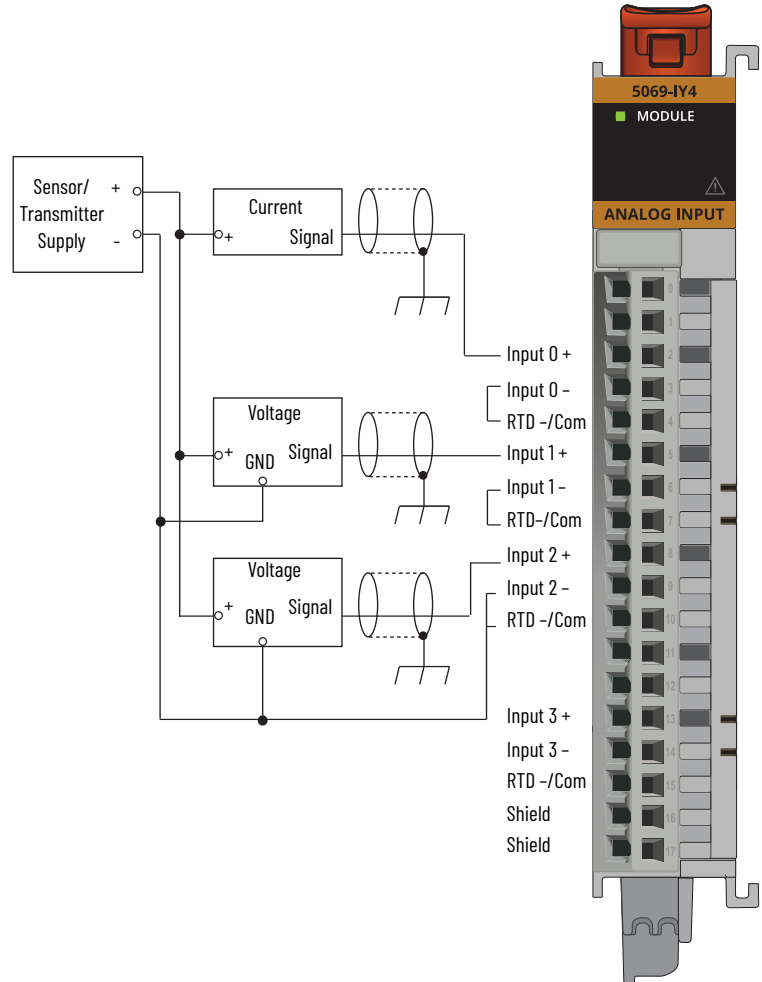 5069-IY4
MODULE
ANALOG INPUT
Sensor/
Transmitter
Supply
+
-
Current
+
Signal
Voltage
+
GND
Signal
Voltage
+
GND
Signal
Input 0 +
Input 0 –
RTD –/Com
Input 1 +
Input 1 –
RTD–/Com
Input 2 +
Input 2 –
RTD –/Com
Input 3 +
Input 3 –
RTD –/Com
Shield
Shield
0
1
2
3
4
5
6
7
8
9
10
11
12
13
14
15
16
17